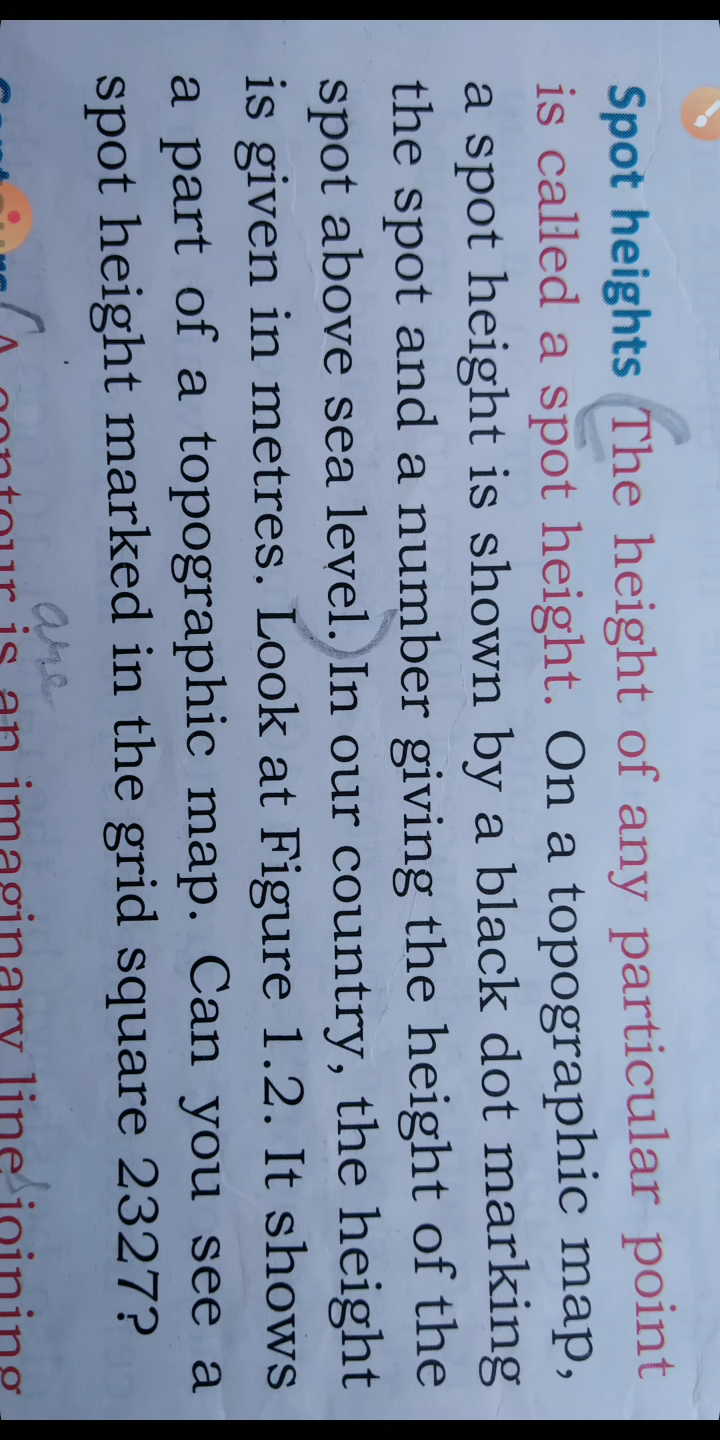 Spot heights The height of any particular point
is called a spot height. On a topographic map,
a spot height is shown by a black dot marking
the spot and a number giving the height of the
spot above sea level. In our country, the height
is given in metres. Look at Figure 1.2. It shows
a part of a topographic map. Can you see a
spot height marked in the grid square 2327?
are
Contours A contour is an imaginary line joining